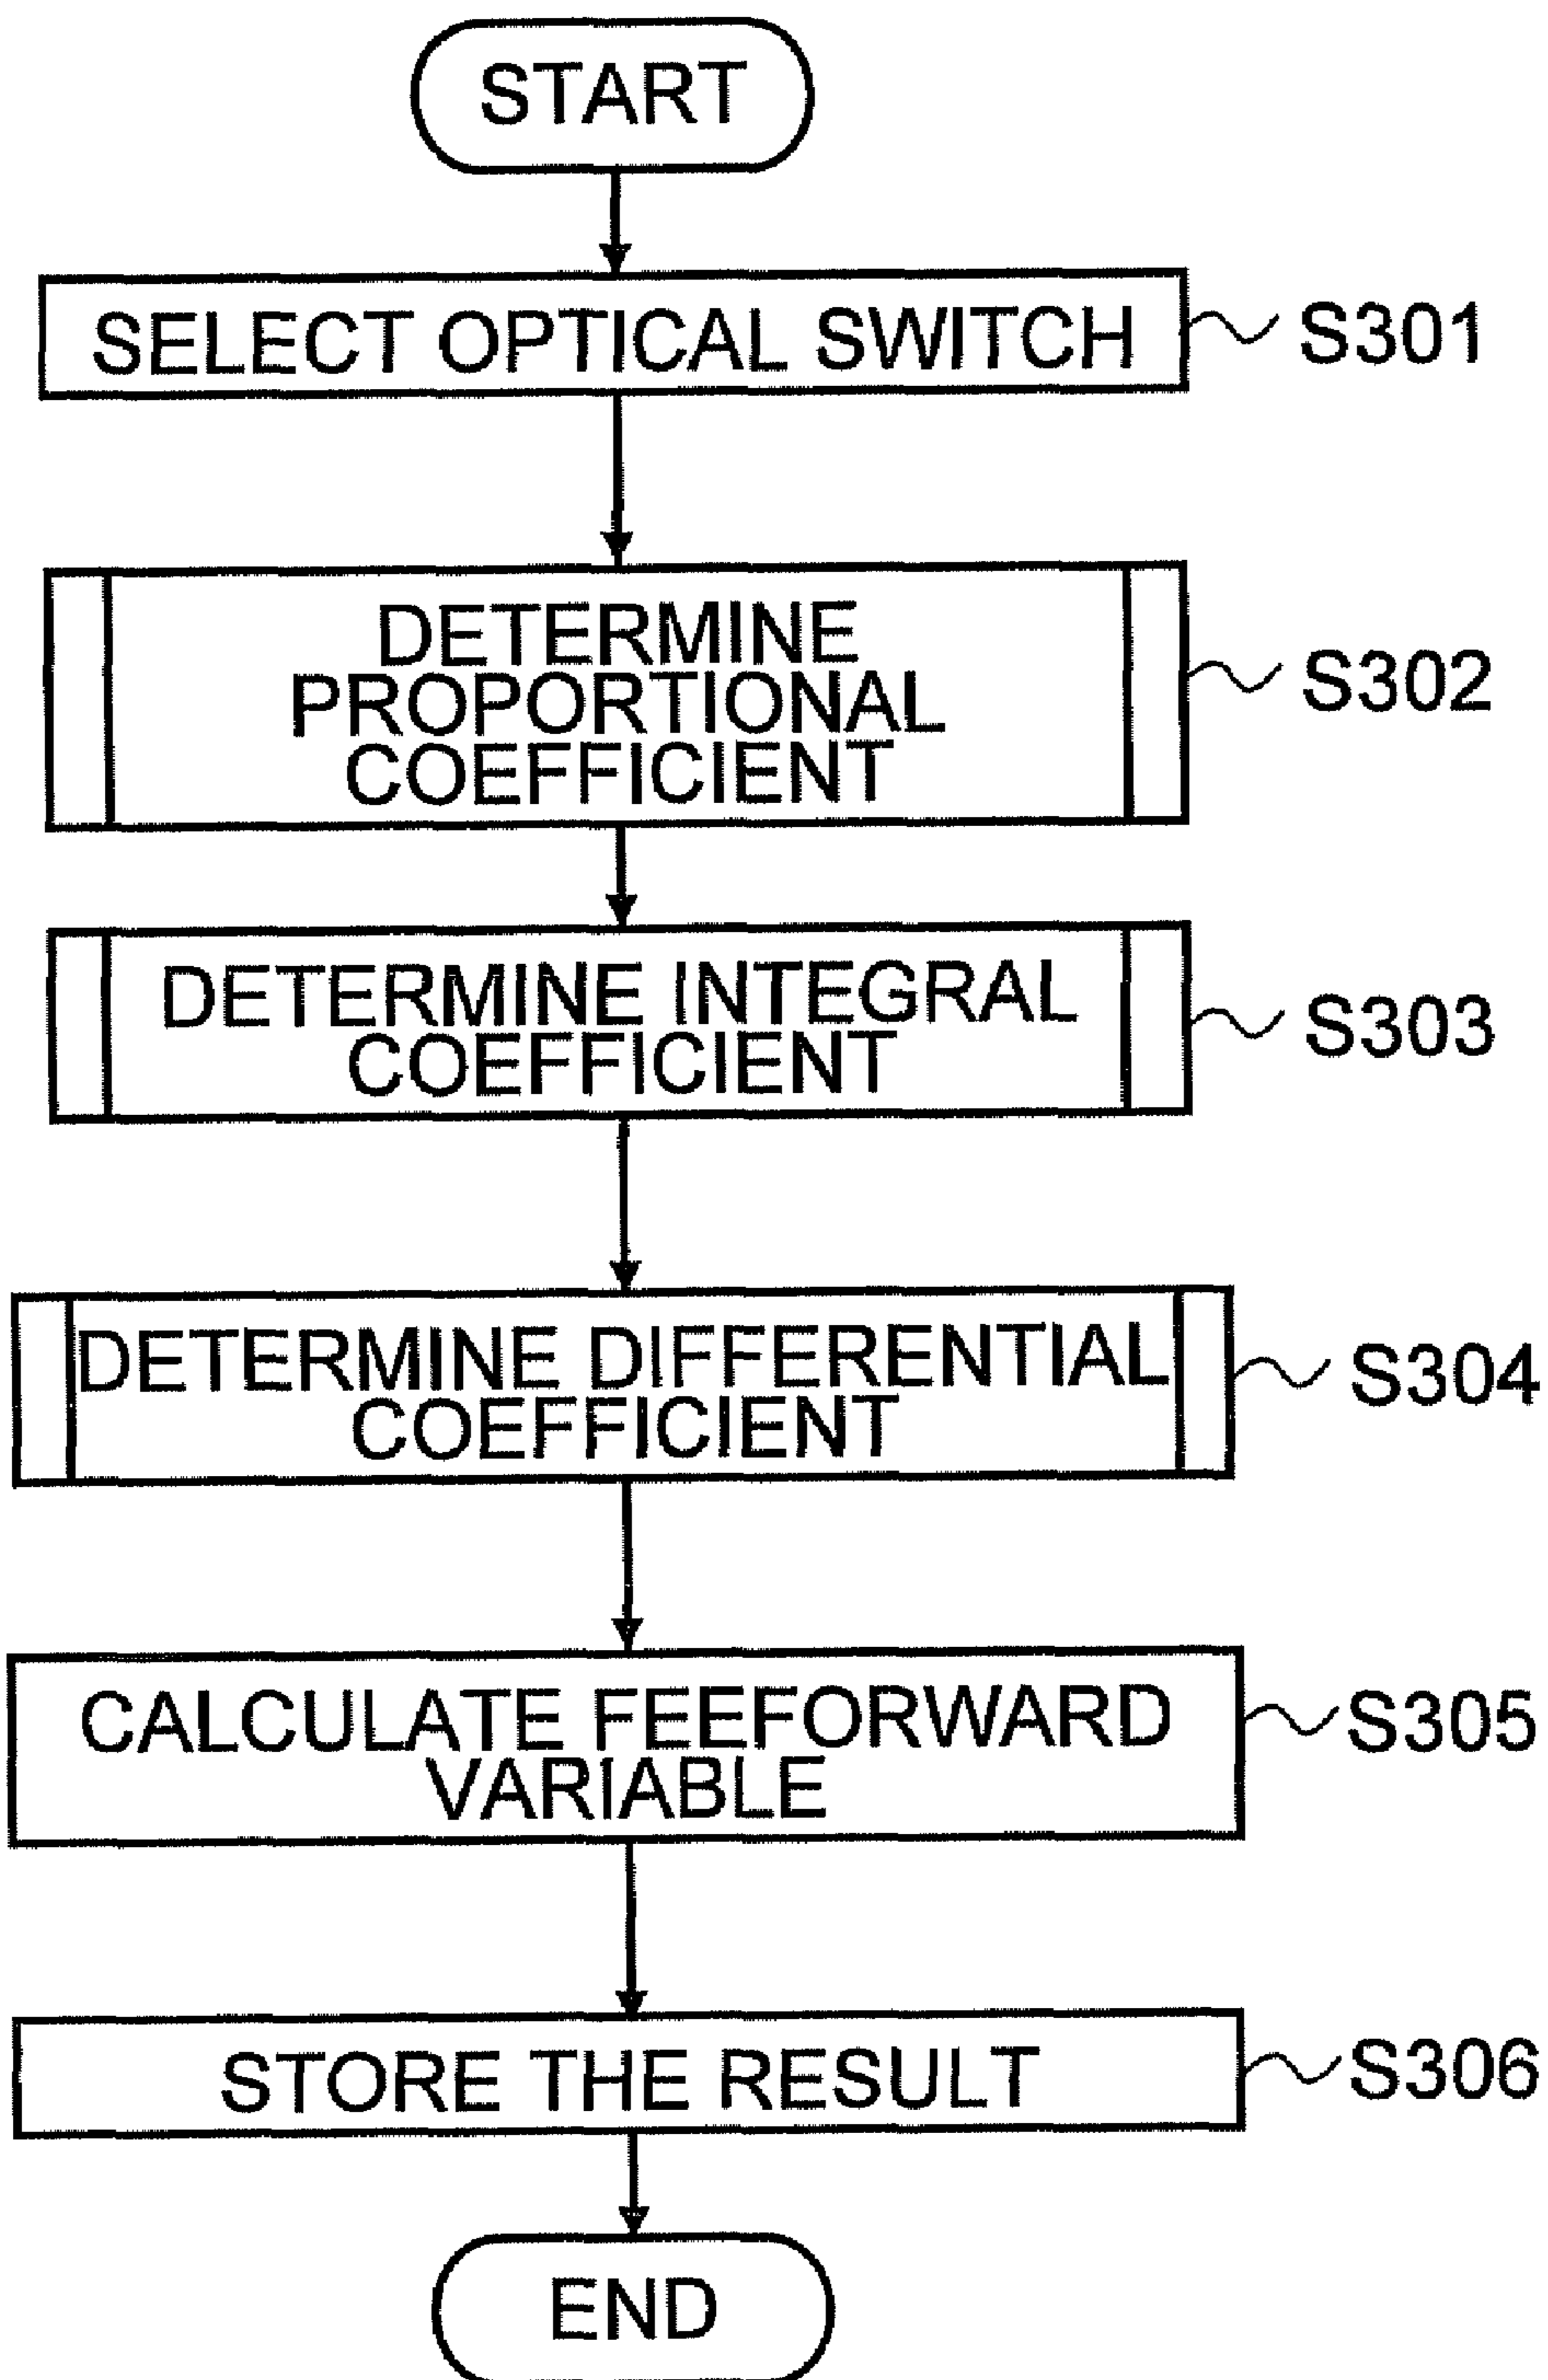 START
SELECT OPTICAL SWITCH
S301
DETERMINE
PROPORTIONAL
COEFFICIENT
S302
DETERMINE INTEGRAL
COEFFICIENT
S303
DETERMINE DIFFERENTIAL
COEFFICIENT
S304
CALCULATE FEEFORWARD
VARIABLE
S305
STORE THE RESULT
S306
END